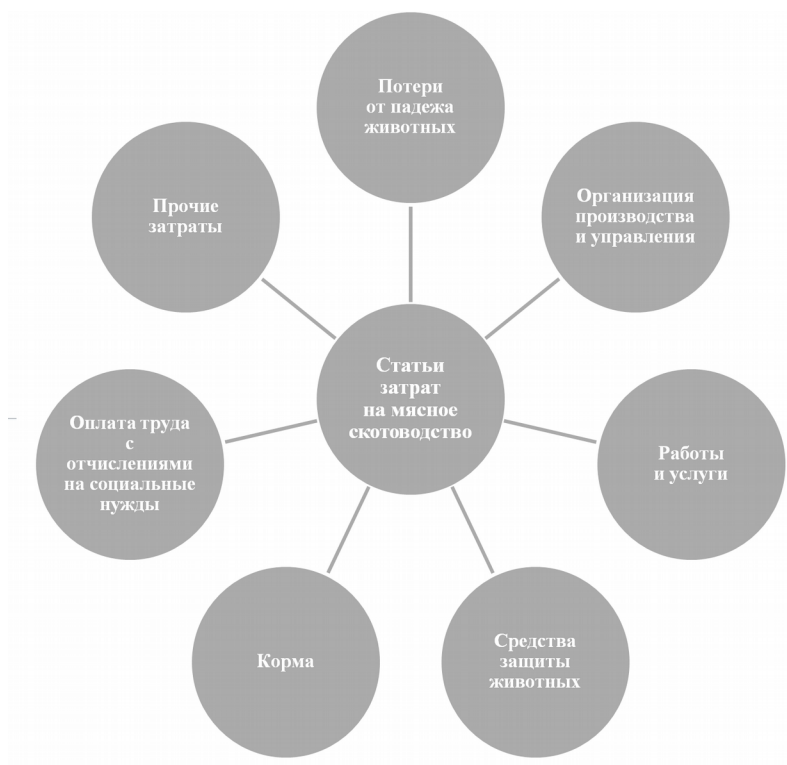 Потери
от падежа
животных
Организация
производства
и управления
Прочие
затраты
Статьи
затрат
на мясное
скотоводство
Работы
и услуги
Оплата труда
с
отчислениями
на социальные
нужды
Средства
защиты
животных
Корма